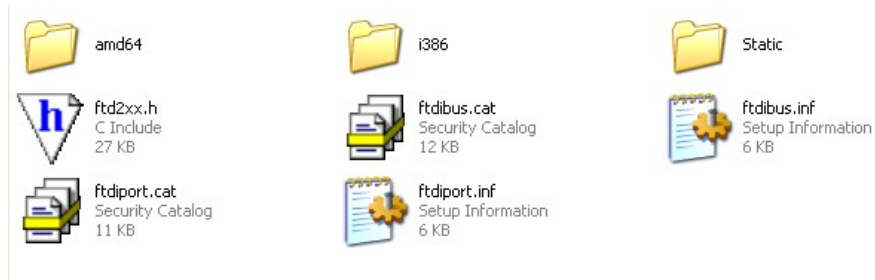 amd64
i386
Static
h
ftd2xx.h
C Include
27 KB
ftdibus.cat
Security Catalog
12 KB
ftdibus.inf
Setup Information
6 KB
ftdiport.cat
Security Catalog
11 KB
ftdiport.inf
Setup Information
6 KB